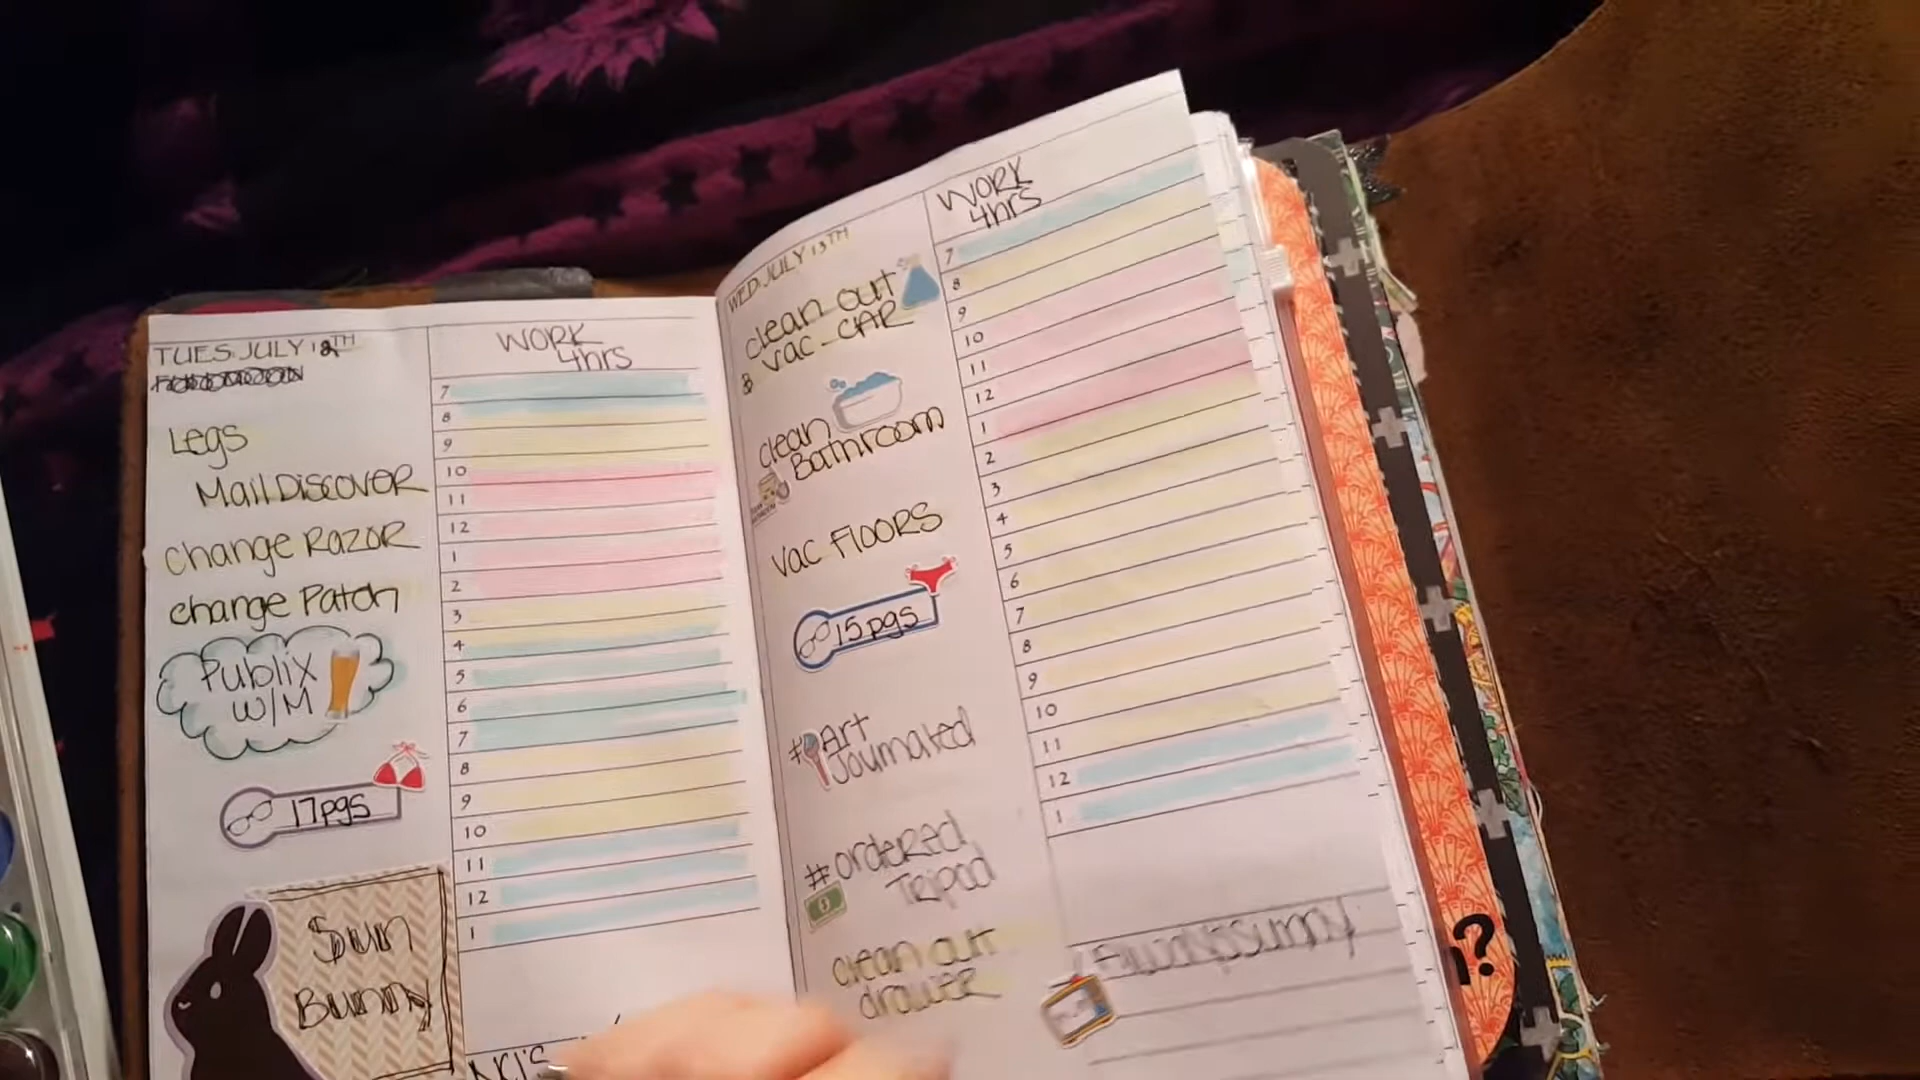 TUES. JULY 12TH
WORK
4hrs
Legs
Mail Discover
Change Razor
Change Patch
Publix
w/M
17pgs
Sun
Bunny
7
8
9
10
11
12
1
2
3
4
5
6
7
8
9
10
11
12
1
NCIS
WED. JULY 13TH
WORK
4hrs
clean out
& vac - CAR
clean
Bathroom
Vac FLOORS
15pgs
#Art
Journaled
#ordered
Tripod
clean out
drawer
7
8
9
10
11
12
1
2
3
4
5
6
7
8
9
10
11
12
1
Always Sunny
?